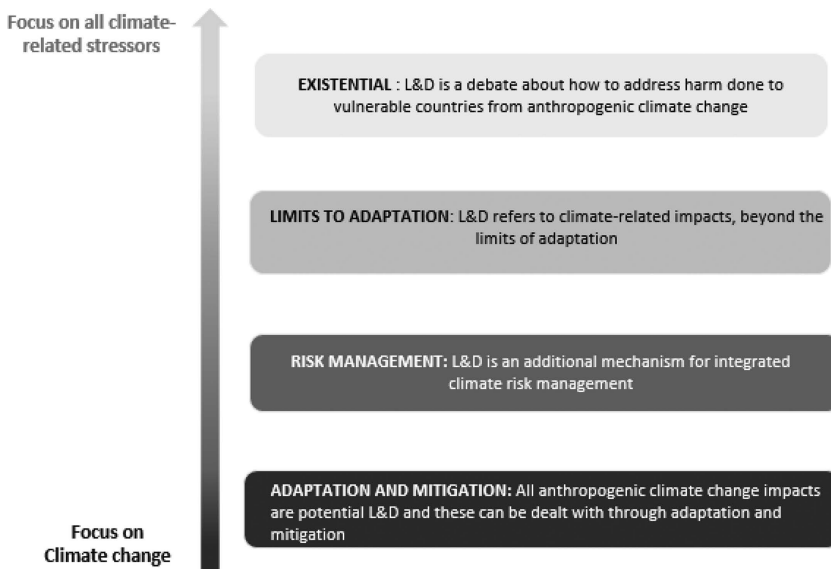 Focus on all climate-
related stressors
EXISTENTIAL : L&D is a debate about how to address harm done to
vulnerable countries from anthropogenic climate change
LIMITS TO ADAPTATION: L&D refers to climate-related impacts, beyond the
limits of adaptation
RISK MANAGEMENT: L&D is an additional mechanism for integrated
climate risk management
ADAPTATION AND MITIGATION: All anthropogenic climate change impacts
are potential L&D and these can be dealt with through adaptation and
mitigation
Focus on
Climate change